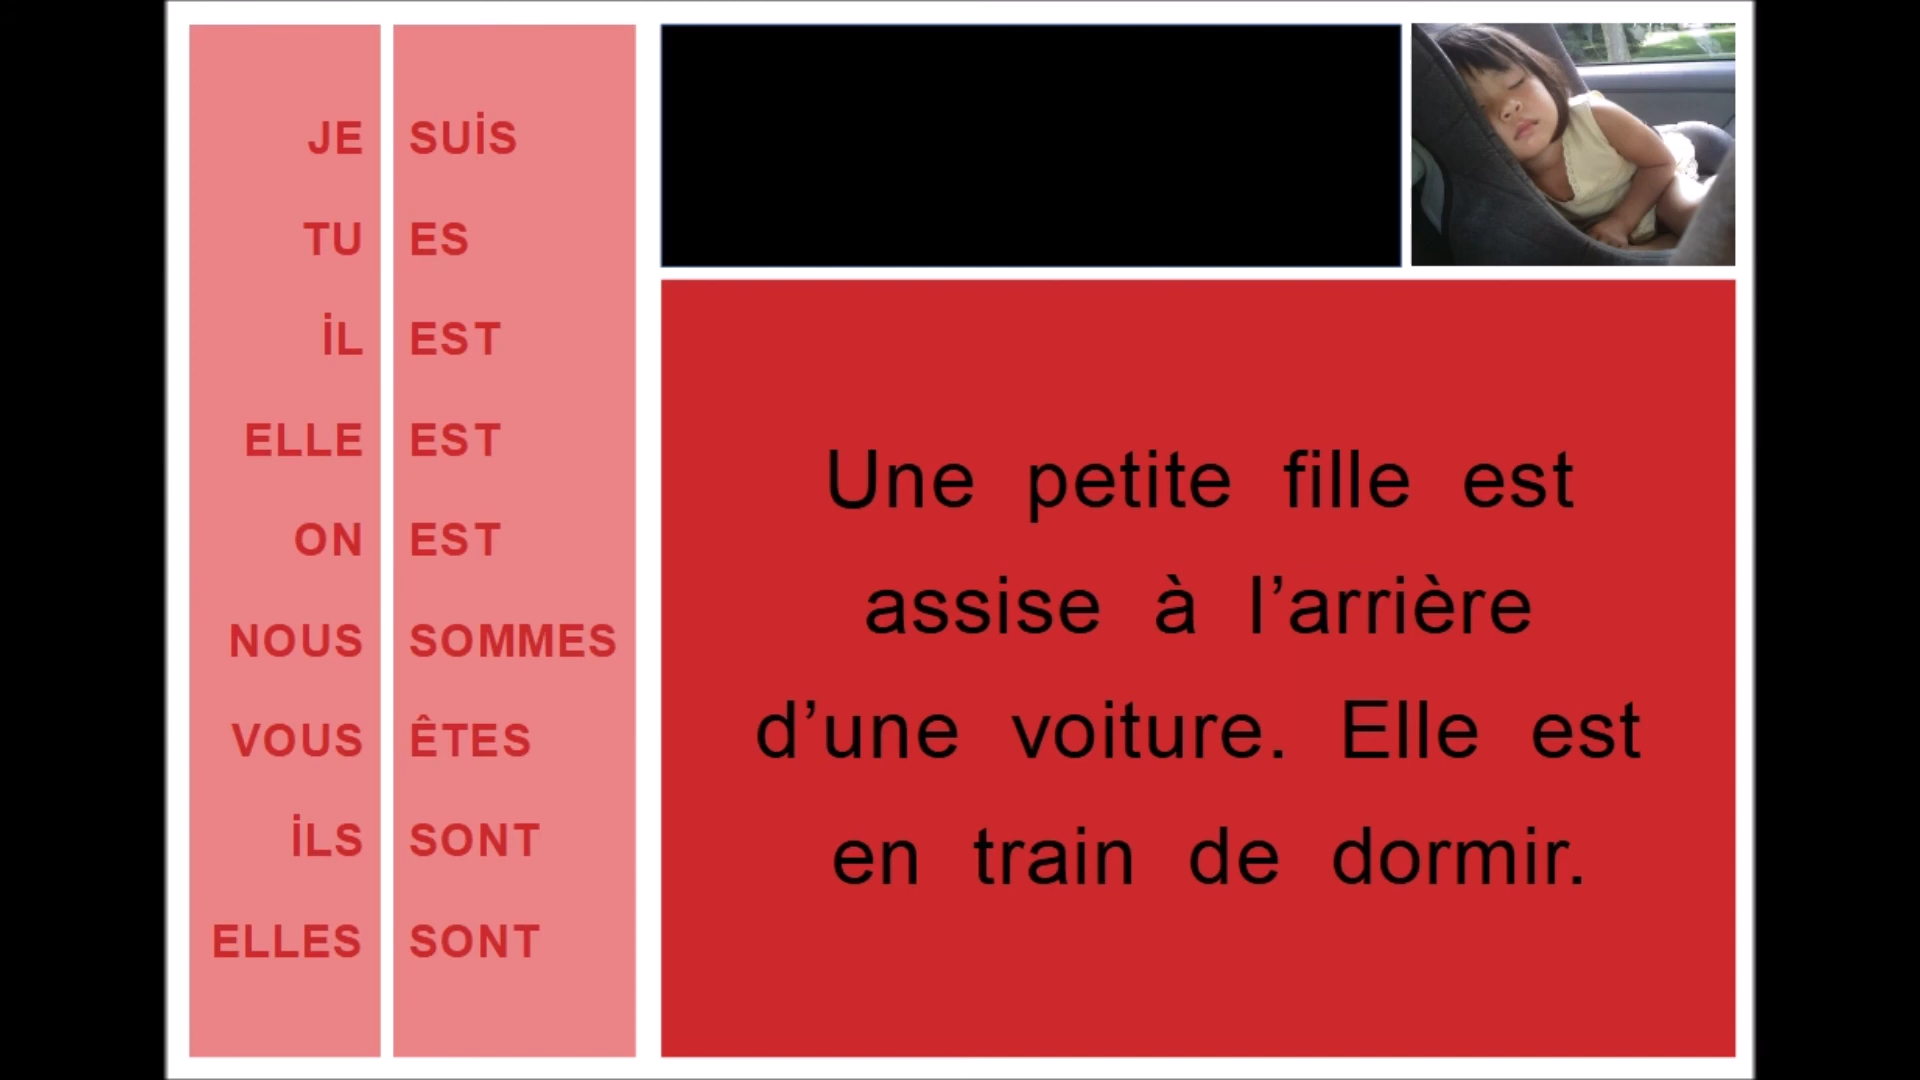 JE SUİS
TU ES
İL EST
ELLE EST
ON EST
NOUS SOMMES
VOUS ÊTES
İLS SONT
ELLES SONT
Une petite fille est
assise à l’arrière
d’une voiture. Elle est
en train de dormir.